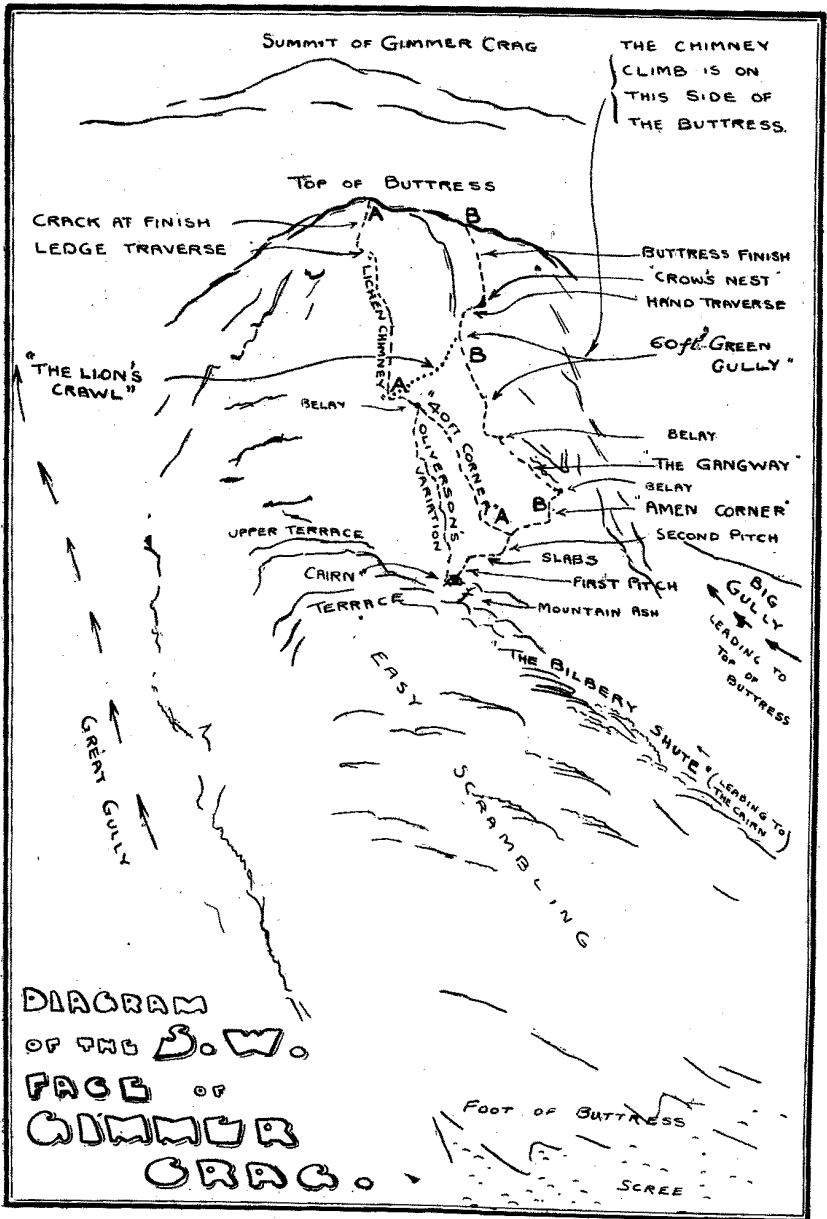 SUMMIT OF GIMMER CRAG
THE CHIMNEY
CLIMB IS ON
THIS SIDE OF
THE BUTTRESS.
TOP OF BUTTRESS
A
B
CRACK AT FINISH
LEDGE TRAVERSE
BUTTRESS FINISH
"CROW'S NEST"
HAND TRAVERSE
LICHEN CHIMNEY
60ft "GREEN
GULLY"
B
"THE LION'S
CRAWL"
A
BELAY
"40FT CORNER"
OLIVERSON'S
VARIATION
BELAY
"THE GANGWAY"
BELAY
B
"AMEN CORNER"
A
SECOND PITCH
UPPER TERRACE
SLABS
CAIRN
FIRST PITCH
TERRACE
MOUNTAIN ASH
BIG
GULLY
LEADING TO
TOP OF
BUTTRESS
"THE BILBERY SHUTE" (LEADING TO
THE CAIRN)
EASY
SCRAMBLING
GREAT GULLY
DIAGRAM
OF THE S.W.
FACE OF
GIMMER
CRAG.
FOOT OF BUTTRESS
SCREE